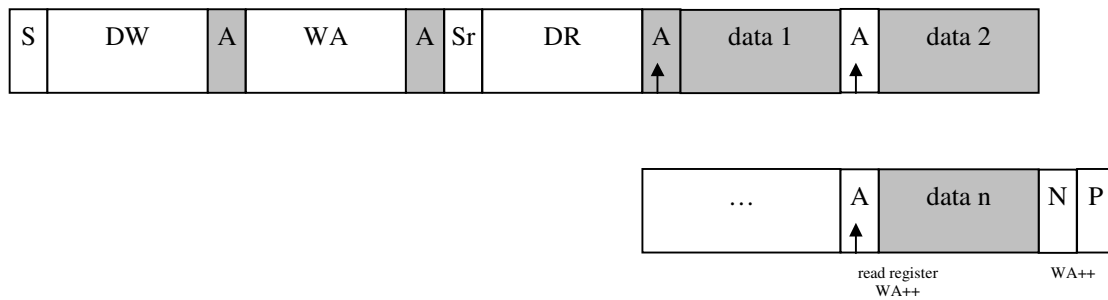 S DW A WA A Sr DR A data 1 A data 2
… A data n N P
read register WA++
WA++